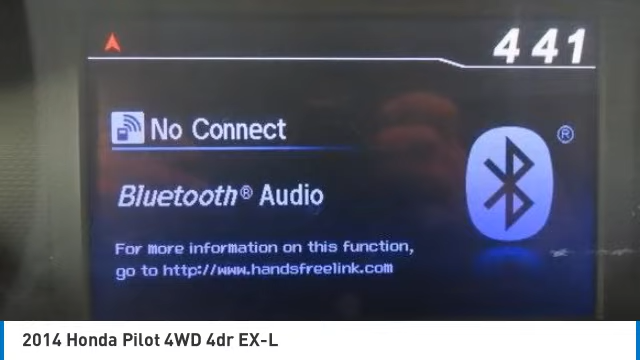 4 41
No Connect
Bluetooth® Audio
®
For more information on this function,
go to http://www.handsfreelink.com
2014 Honda Pilot 4WD 4dr EX-L